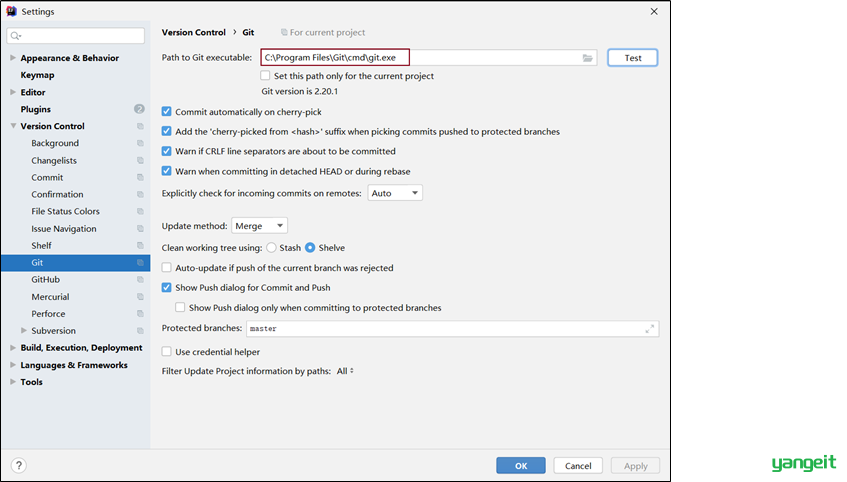 Settings
Appearance & Behavior
Keymap
Editor
Plugins 2
Version Control
Background
Changelists
Commit
Confirmation
File Status Colors
Issue Navigation
Shelf
Git
GitHub
Mercurial
Perforce
Subversion
Build, Execution, Deployment
Languages & Frameworks
Tools
Version Control › Git For current project
Path to Git executable: C:\Program Files\Git\cmd\git.exe Test
Set this path only for the current project
Git version is 2.20.1
Commit automatically on cherry-pick
Add the 'cherry-picked from <hash>' suffix when picking commits pushed to protected branches
Warn if CRLF line separators are about to be committed
Warn when committing in detached HEAD or during rebase
Explicitly check for incoming commits on remotes: Auto
Update method: Merge
Clean working tree using: Stash Shelve
Auto-update if push of the current branch was rejected
Show Push dialog for Commit and Push
Show Push dialog only when committing to protected branches
Protected branches: master
Use credential helper
Filter Update Project information by paths: All
? OK Cancel Apply
yangeit